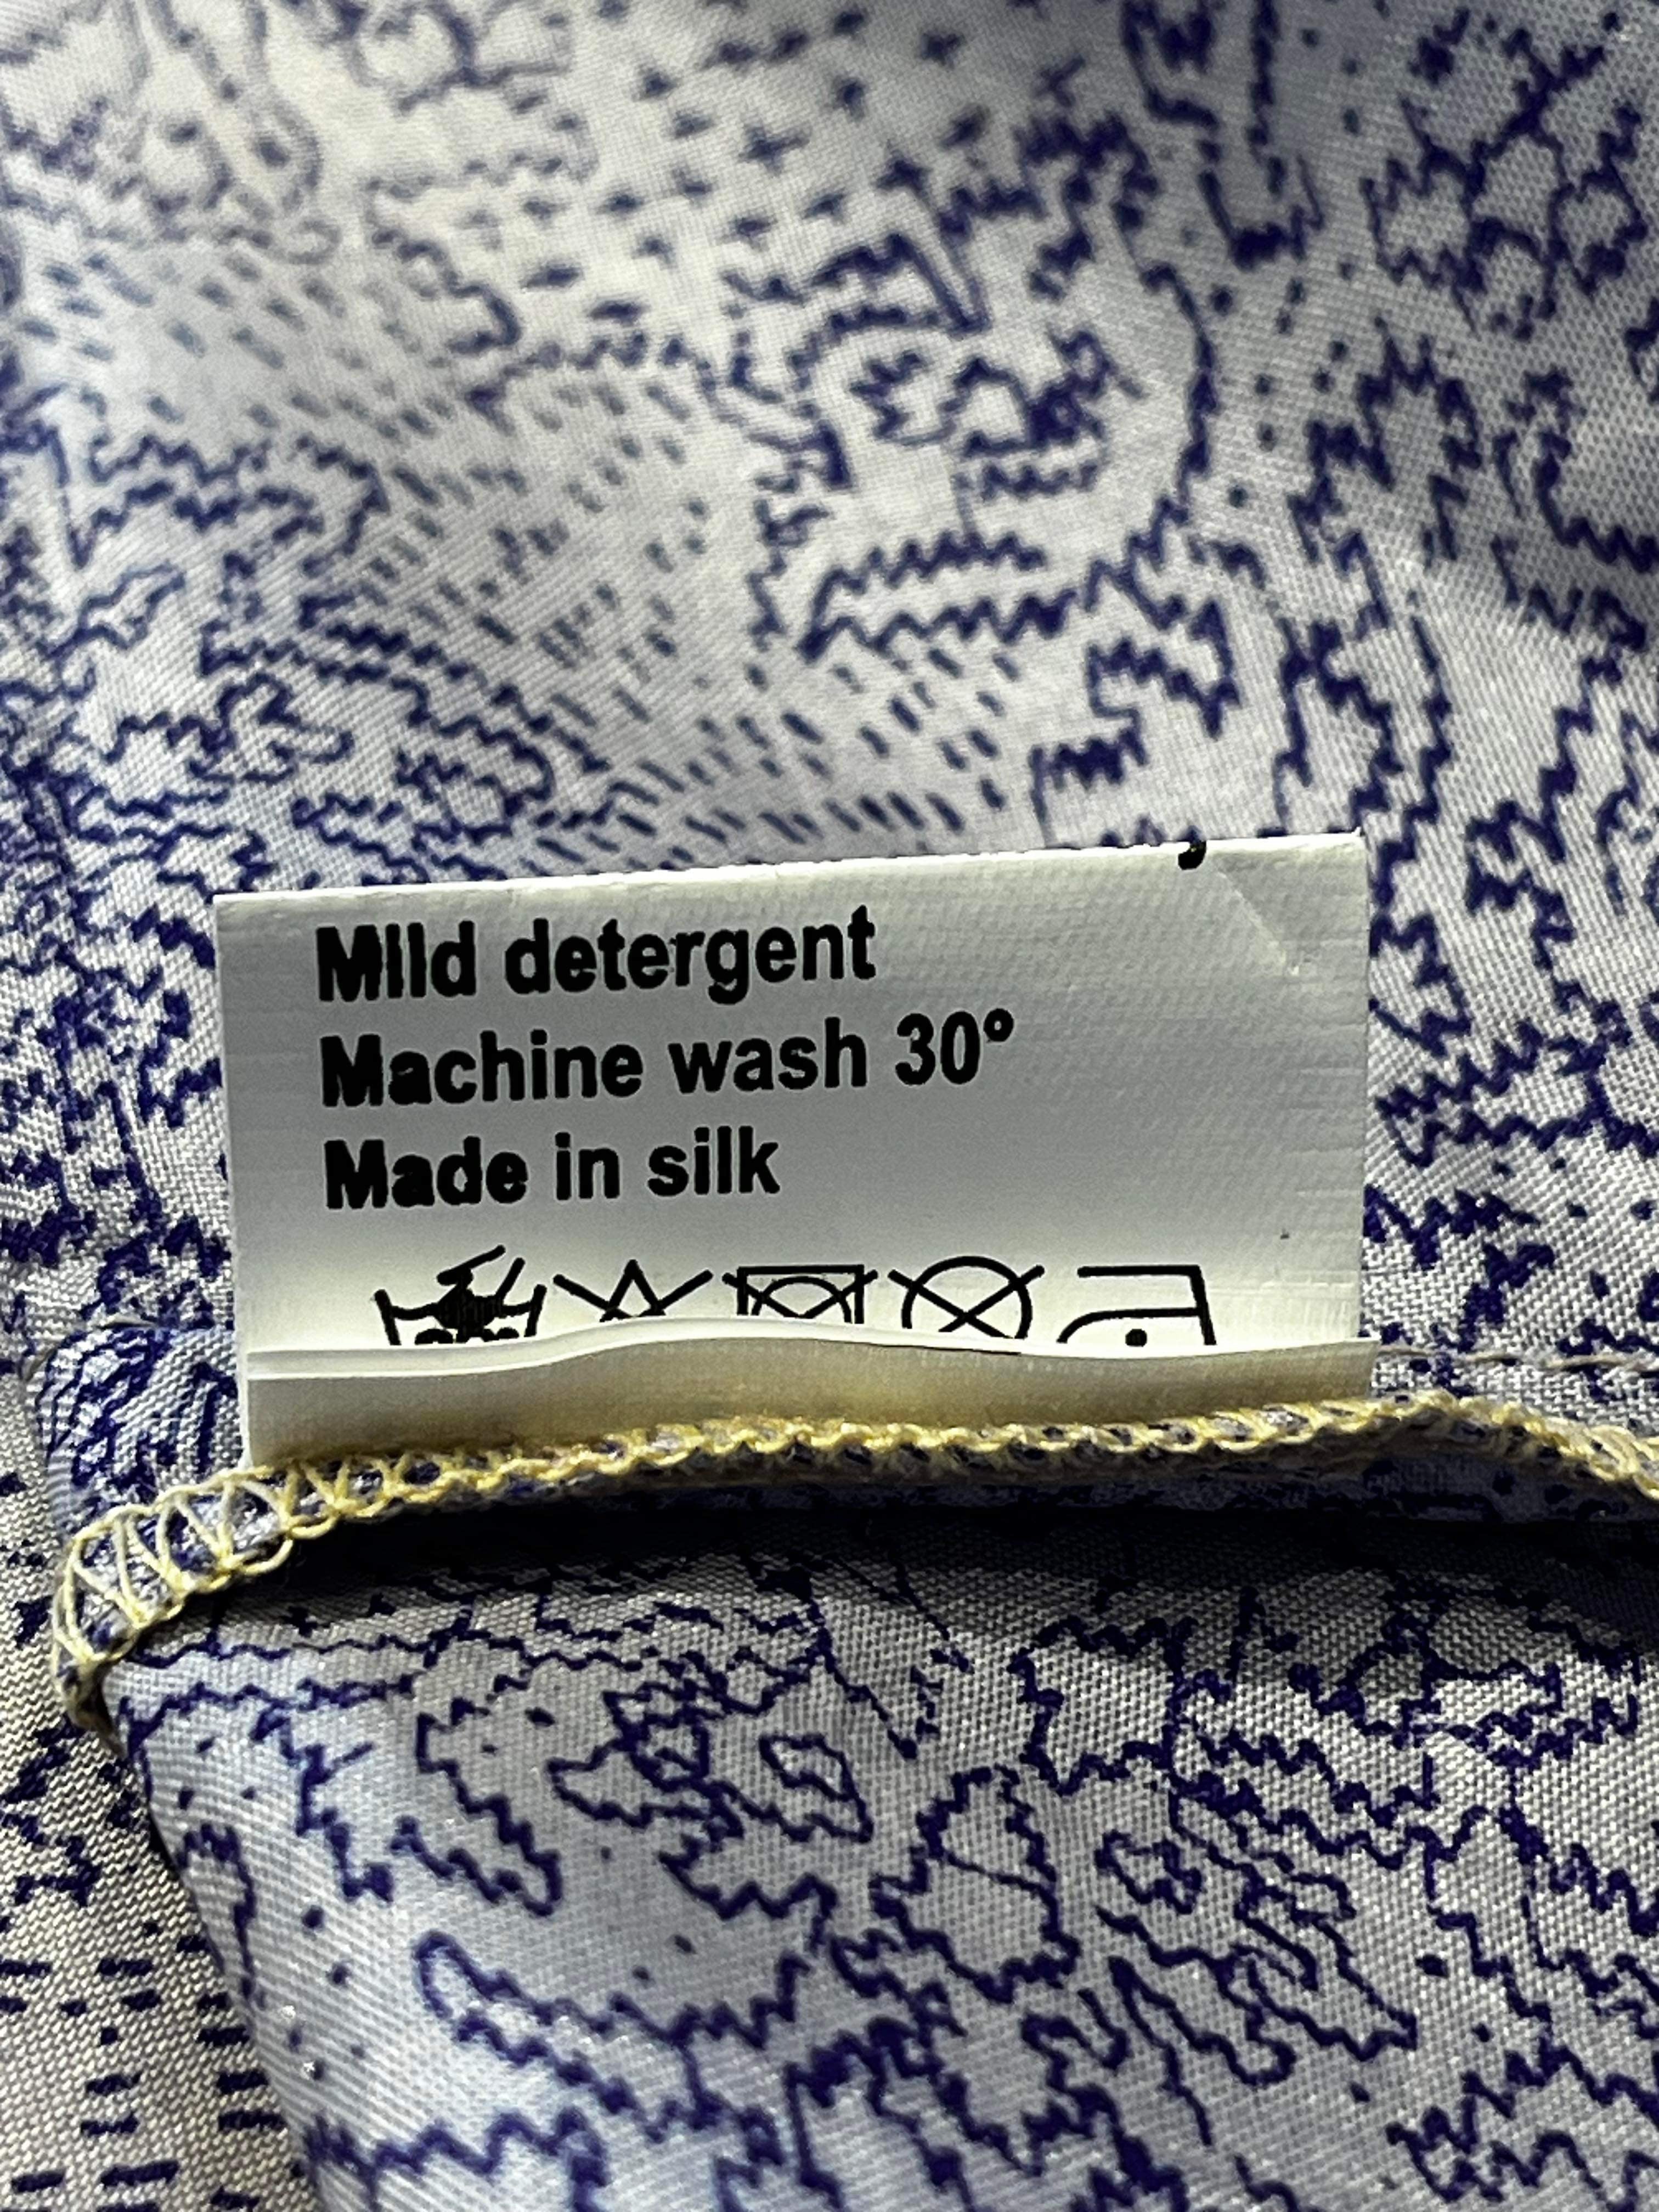 Mild detergent
Machine wash 30°
Made in silk